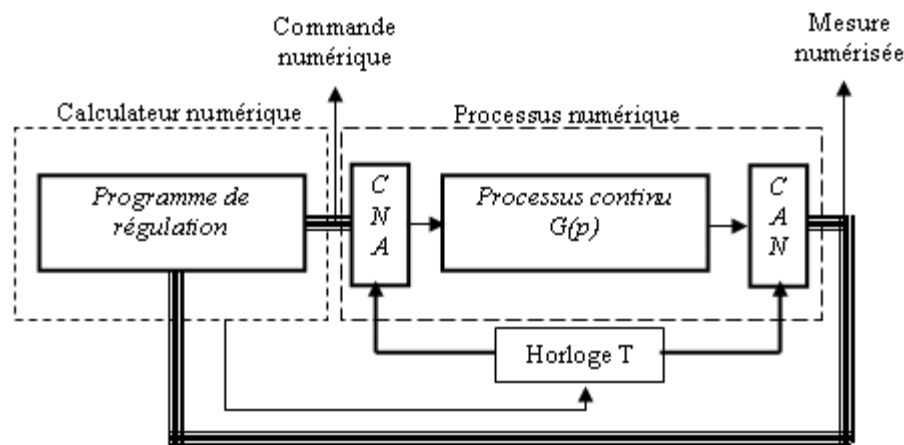 Commande
numérique
Mesure
numérisée
Calculateur numérique
Processus numérique
Programme de
régulation
C
N
A
Processus continu
G(p)
C
A
N
Horloge T